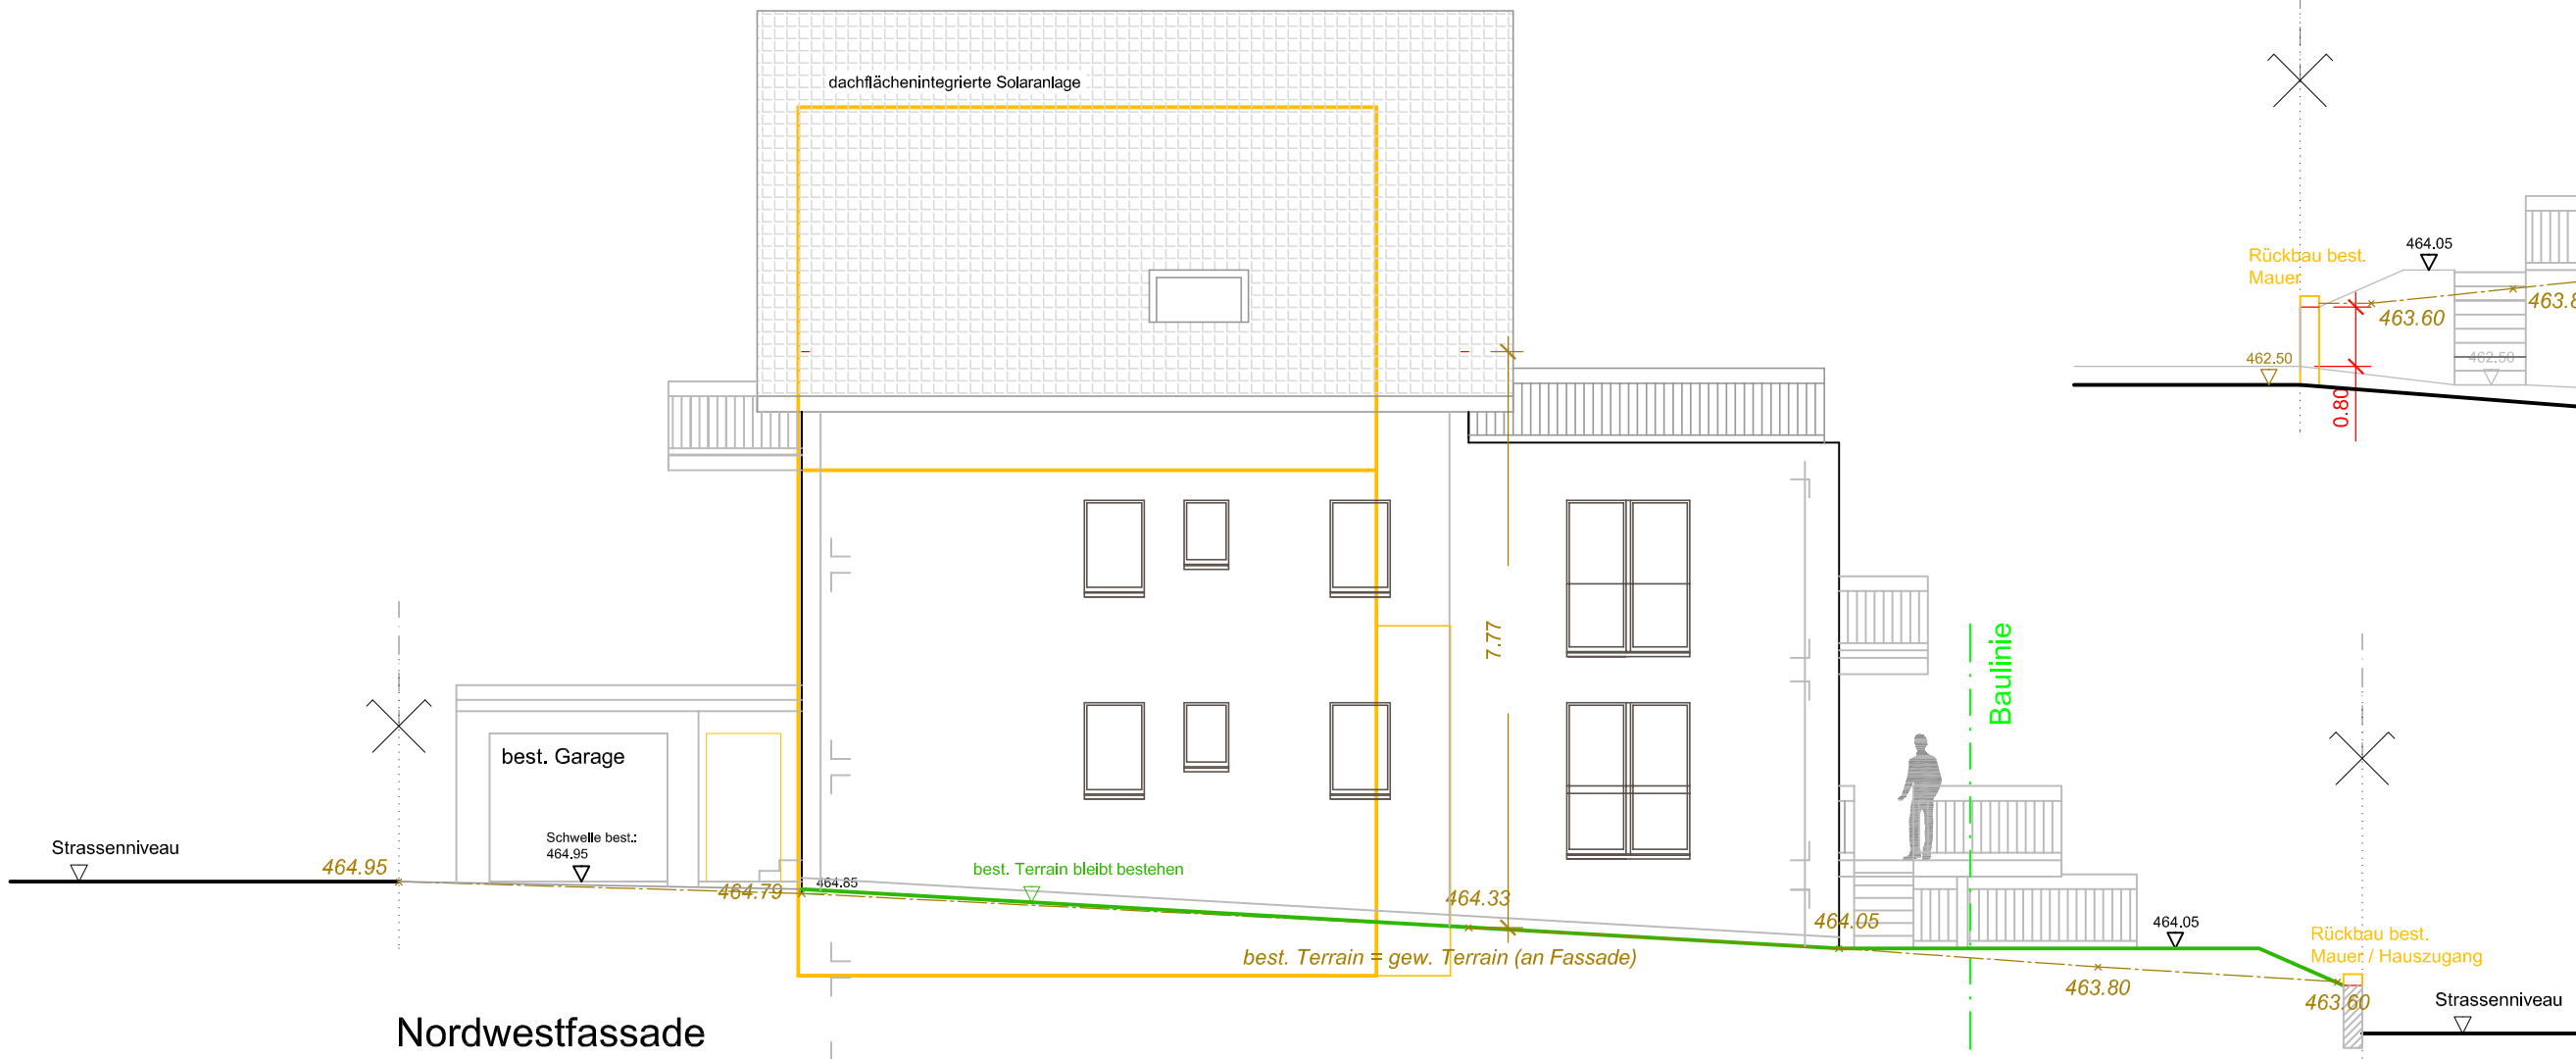 dachflächenintegrierte Solaranlage
Rückbau best.
Mauer
464.05
463.60
462.50
462.50
0.80
7.77
Baulinie
best. Garage
Schwelle best.:
464.95
Strassenniveau
464.95
464.79
464.85
best. Terrain bleibt bestehen
464.33
464.05
464.05
best. Terrain = gew. Terrain (an Fassade)
463.80
Rückbau best.
Mauer / Hauszugang
463.60
Strassenniveau
Nordwestfassade